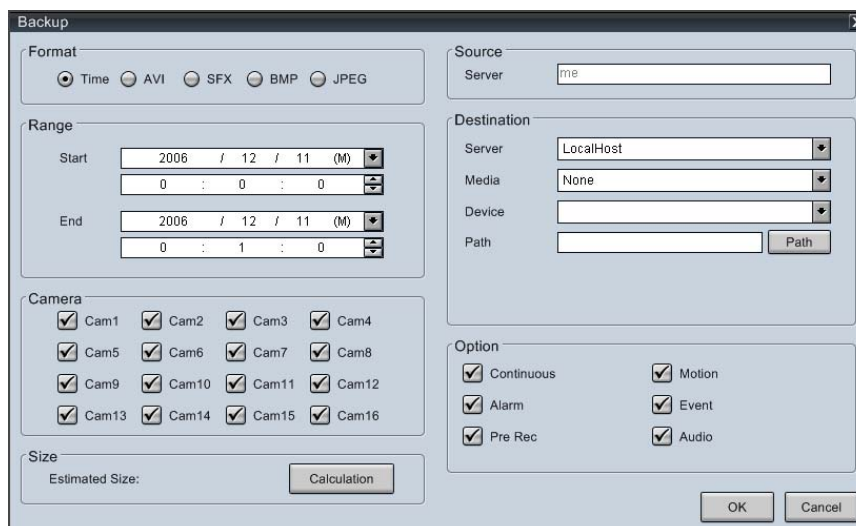 Backup
Format
Time AVI SFX BMP JPEG
Range
Start 2006 / 12 / 11 (M)
0 : 0 : 0
End 2006 / 12 / 11 (M)
0 : 1 : 0
Camera
Cam1 Cam2 Cam3 Cam4
Cam5 Cam6 Cam7 Cam8
Cam9 Cam10 Cam11 Cam12
Cam13 Cam14 Cam15 Cam16
Size
Estimated Size: Calculation
Source
Server me
Destination
Server LocalHost
Media None
Device
Path Path
Option
Continuous Motion
Alarm Event
Pre Rec Audio
OK Cancel